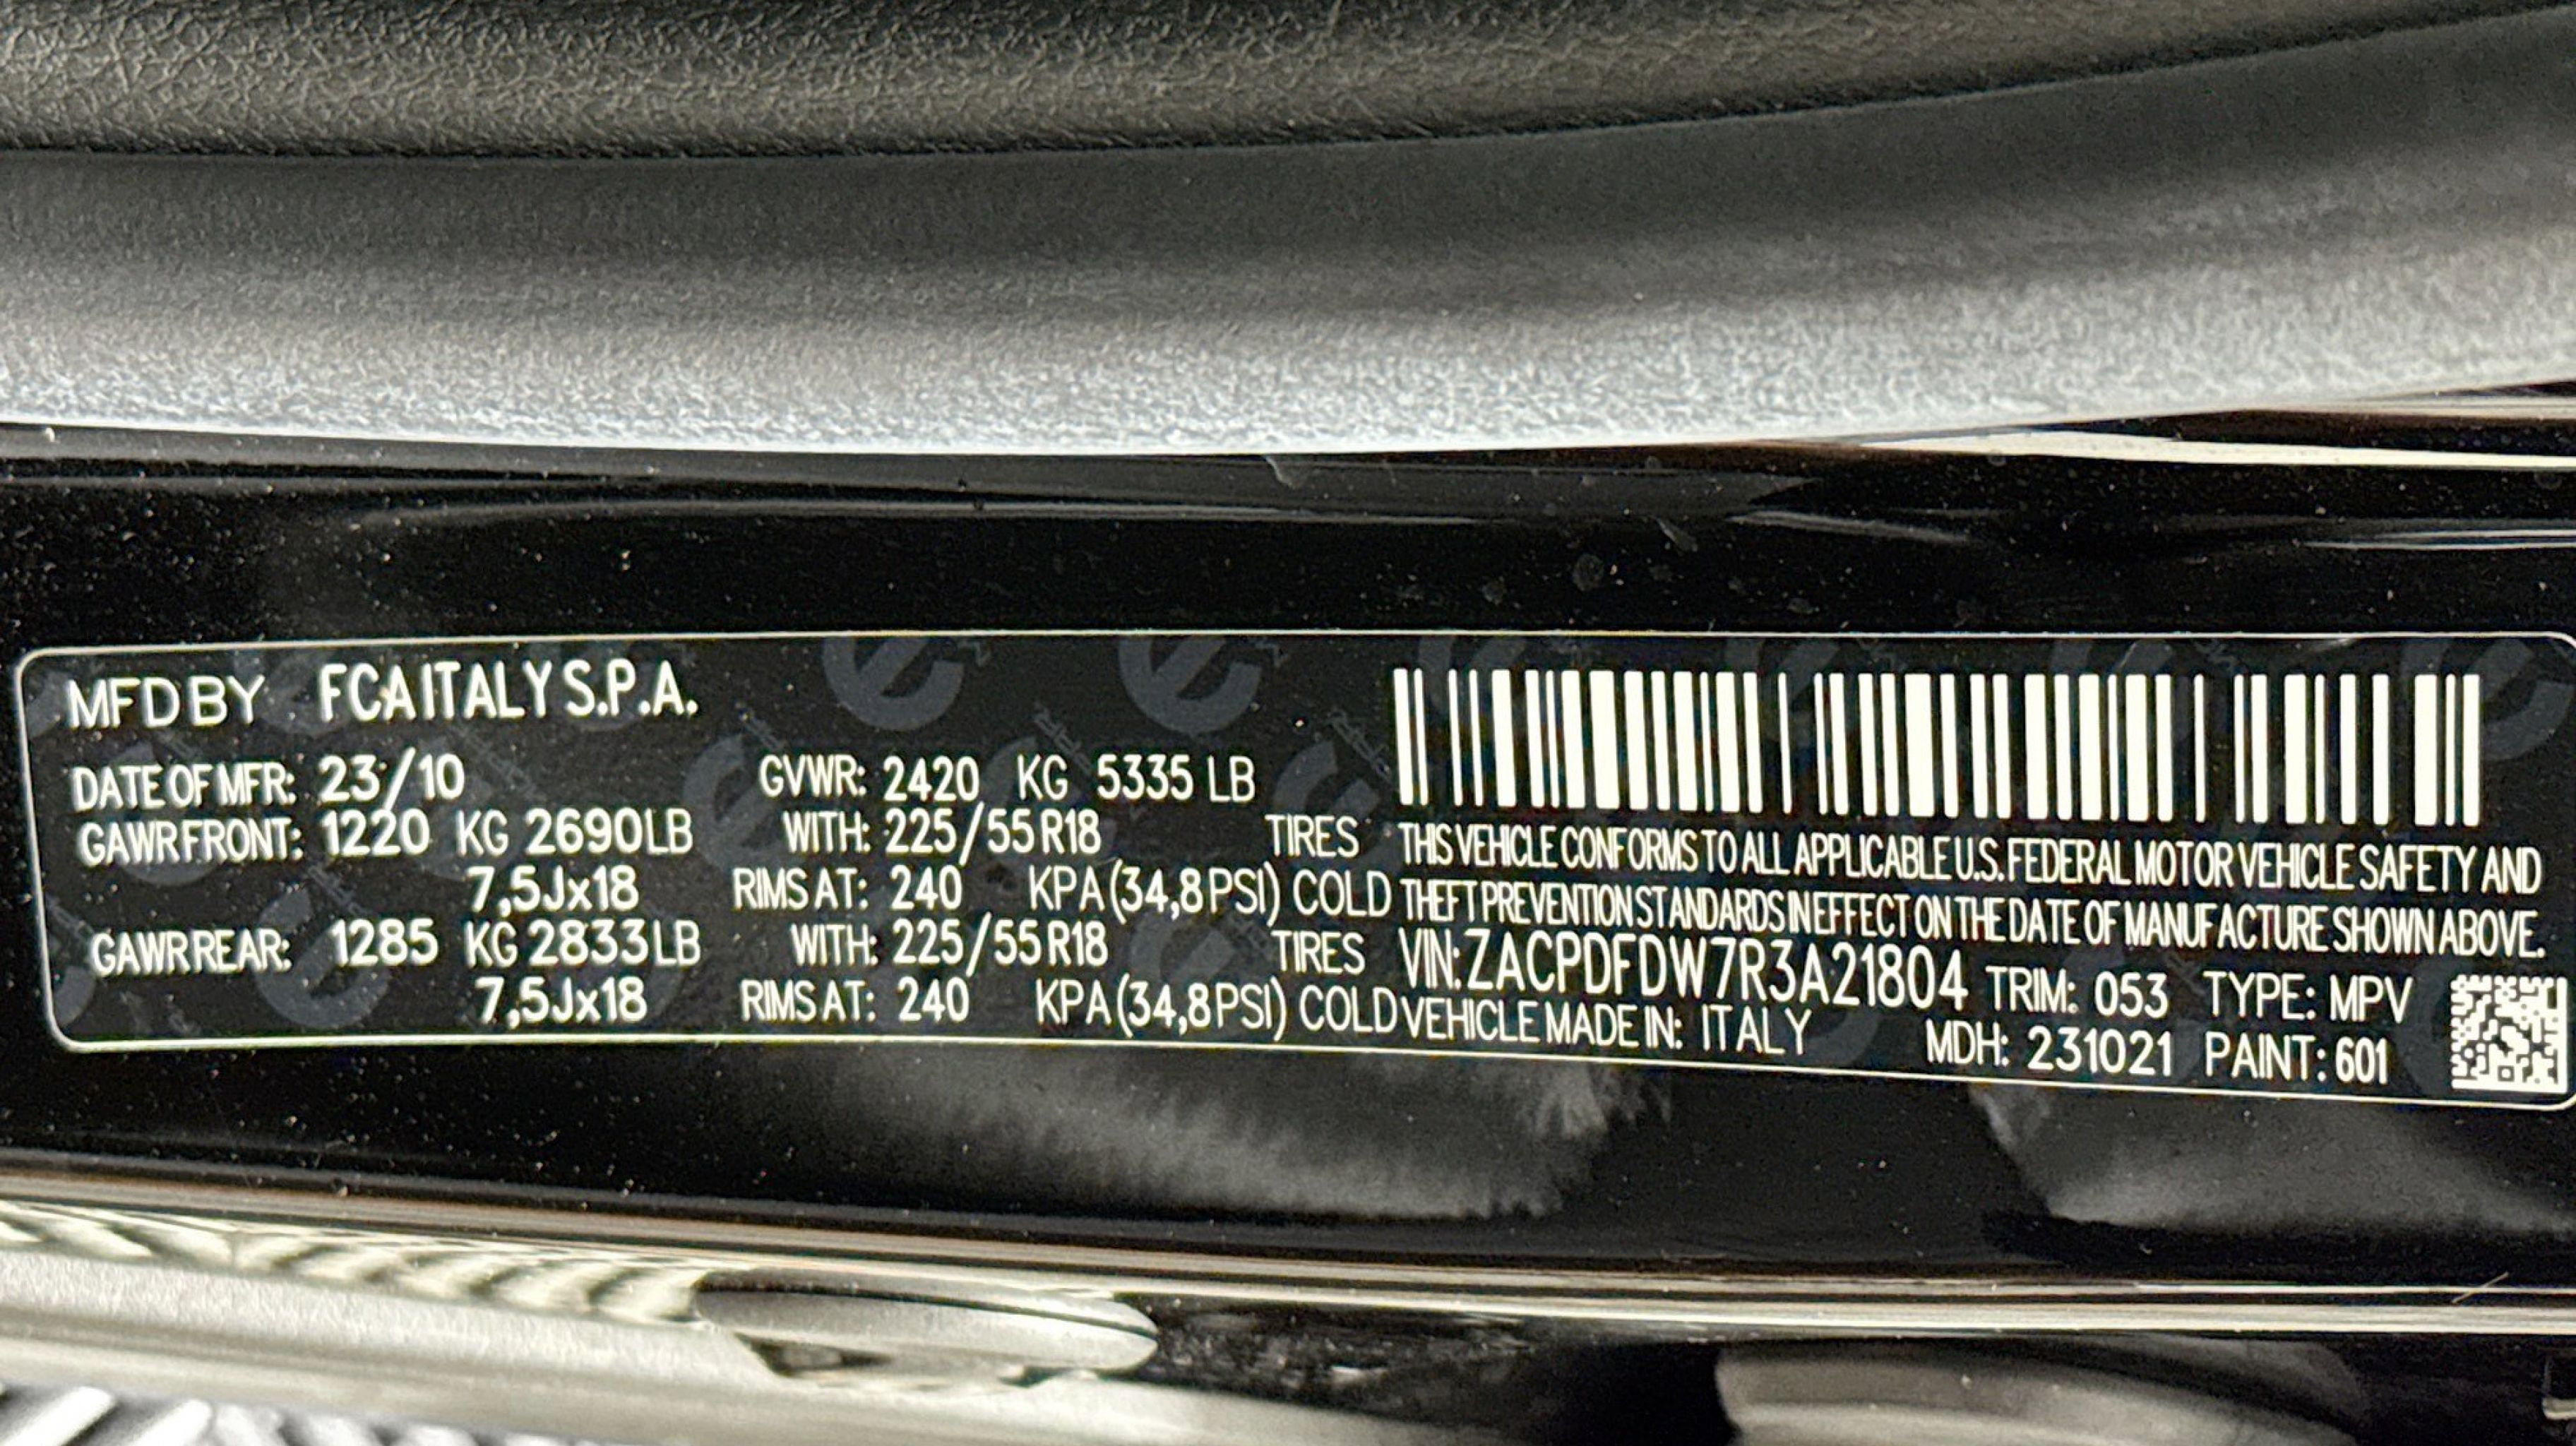 MFD BY FCA ITALY S.P.A.
DATE OF MFR: 23/10 GVWR: 2420 KG 5335 LB
GAWR FRONT: 1220 KG 2690 LB WITH: 225/55 R18 TIRES
7,5Jx18 RIMS AT: 240 KPA (34,8 PSI) COLD
GAWR REAR: 1285 KG 2833 LB WITH: 225/55 R18 TIRES
7,5Jx18 RIMS AT: 240 KPA (34,8 PSI) COLD
THIS VEHICLE CONFORMS TO ALL APPLICABLE U.S. FEDERAL MOTOR VEHICLE SAFETY AND
THEFT PREVENTION STANDARDS IN EFFECT ON THE DATE OF MANUFACTURE SHOWN ABOVE.
VIN: ZACPDFDW7R3A21804 TRIM: 053 TYPE: MPV
VEHICLE MADE IN: ITALY MDH: 231021 PAINT: 601